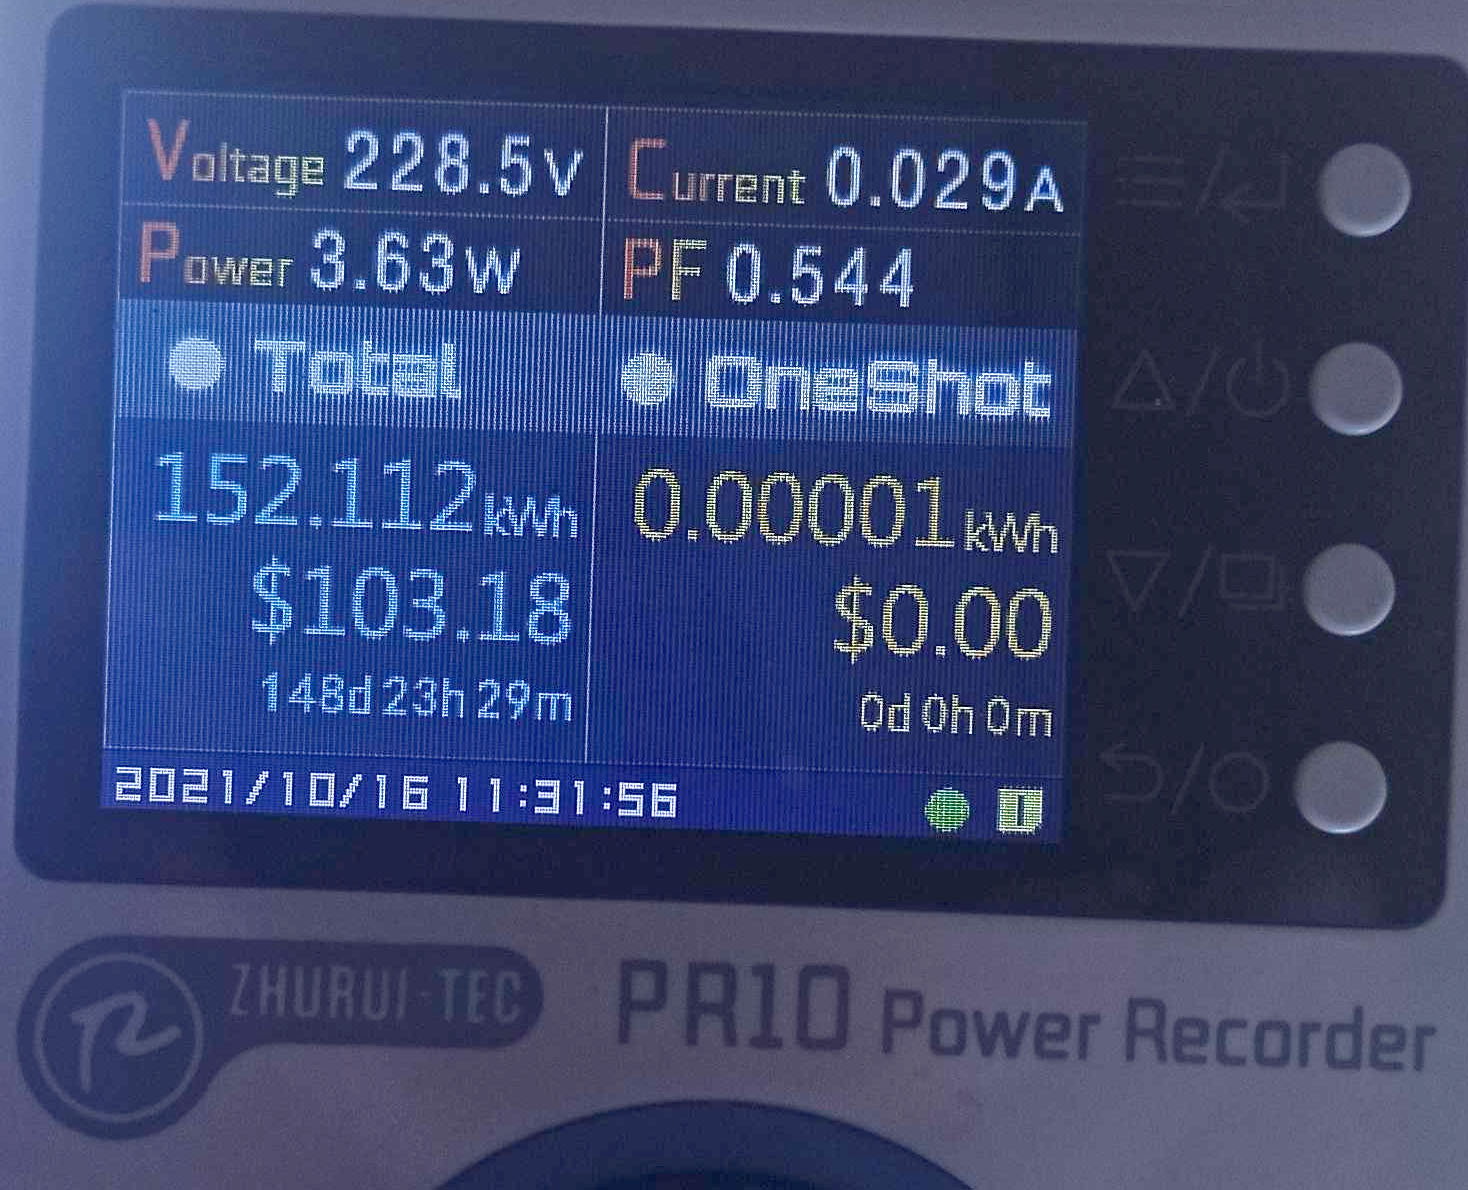 Voltage 228.5V Current 0.029A
Power 3.63W PF 0.544
Total OneShot
152.112kWh 0.00001kWh
$103.18 $0.00
148d 23h 29m 0d 0h 0m
2021/10/16 11:31:56
ZHURUI-TEC PR10 Power Recorder